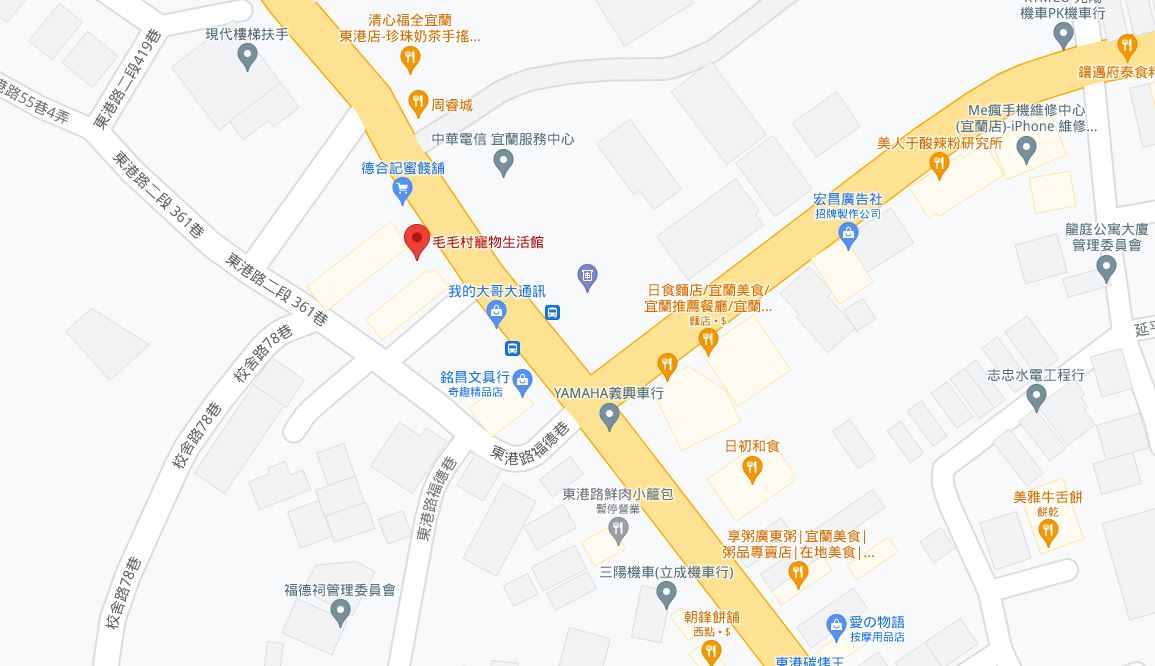 機車PK機車行
清心福全宜蘭
東港店-珍珠奶茶手搖...
現代樓梯扶手
東港路二段419巷
鑲邁府泰食料
港路55巷4弄
周睿城
Me瘋手機維修中心
(宜蘭店)-iPhone 維修...
中華電信 宜蘭服務中心
美人于酸辣粉研究所
德合記蜜餞舖
東港路二段 361巷
宏昌廣告社
招牌製作公司
毛毛村寵物生活館
龍庭公寓大廈
管理委員會
東港路二段 361巷
我的大哥大通訊
日食麵店/宜蘭美食/
宜蘭推薦餐廳/宜蘭...
麵店・$
延平
校舍路78巷
銘昌文具行
奇趣精品店
YAMAHA義興車行
志忠水電工程行
校舍路78巷
東港路福德巷
日初和食
東港路福德巷
東港路鮮肉小籠包
暫停營業
美雅牛舌餅
餅乾
享粥廣東粥|宜蘭美食|
粥品專賣店|在地美食|...
三陽機車(立成機車行)
福德祠管理委員會
校舍路78巷
朝鋒餅舖
西點・$
愛の物語
按摩用品店
東港碳烤王